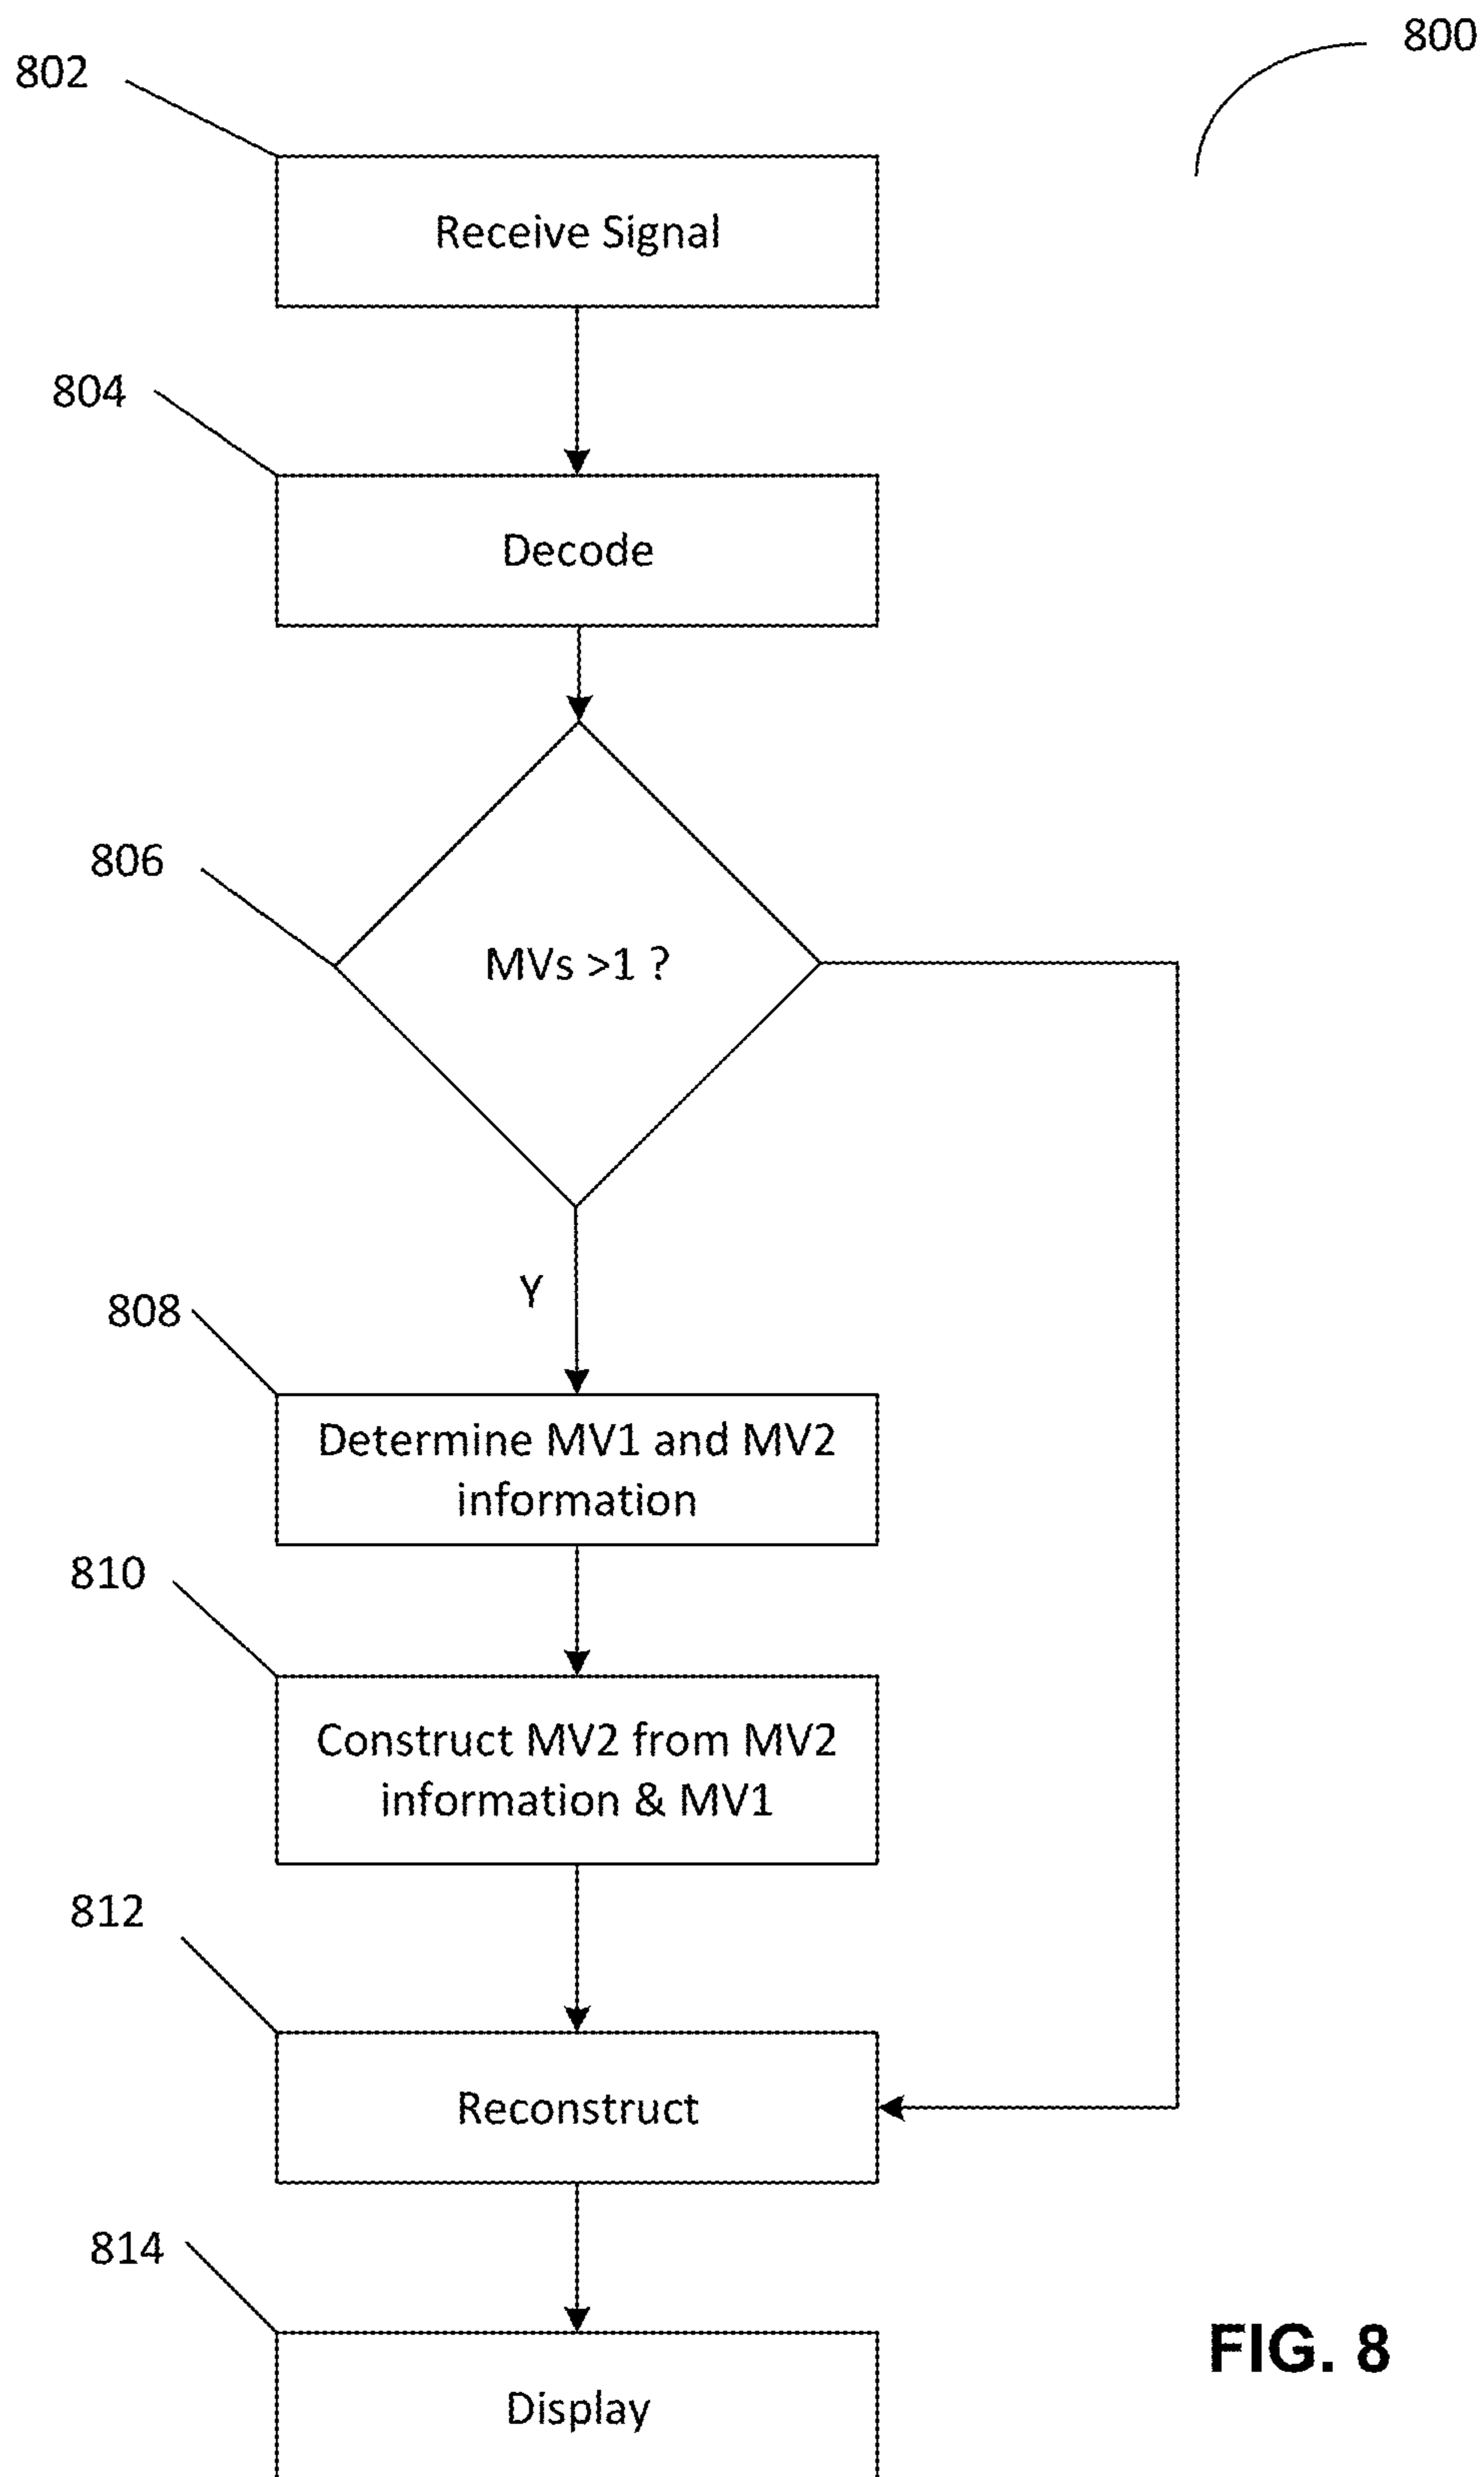 800
802
Receive Signal
804
Decode
806
MVs >1 ?
Y
808
Determine MV1 and MV2
information
810
Construct MV2 from MV2
information & MV1
812
Reconstruct
814
Display
FIG. 8